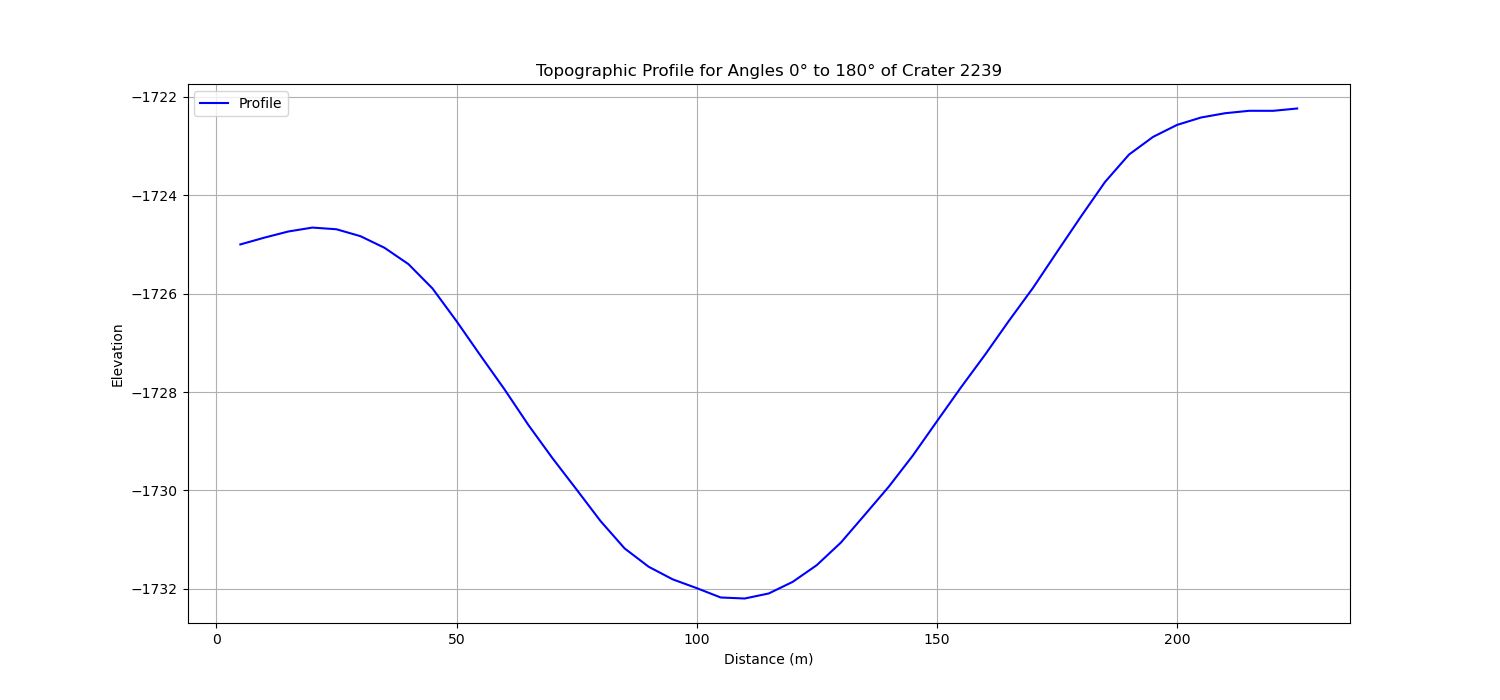 Topographic Profile for Angles 0° to 180° of Crater 2239
Profile
−1722
−1724
−1726
−1728
−1730
−1732
Elevation
0
50
100
150
200
Distance (m)